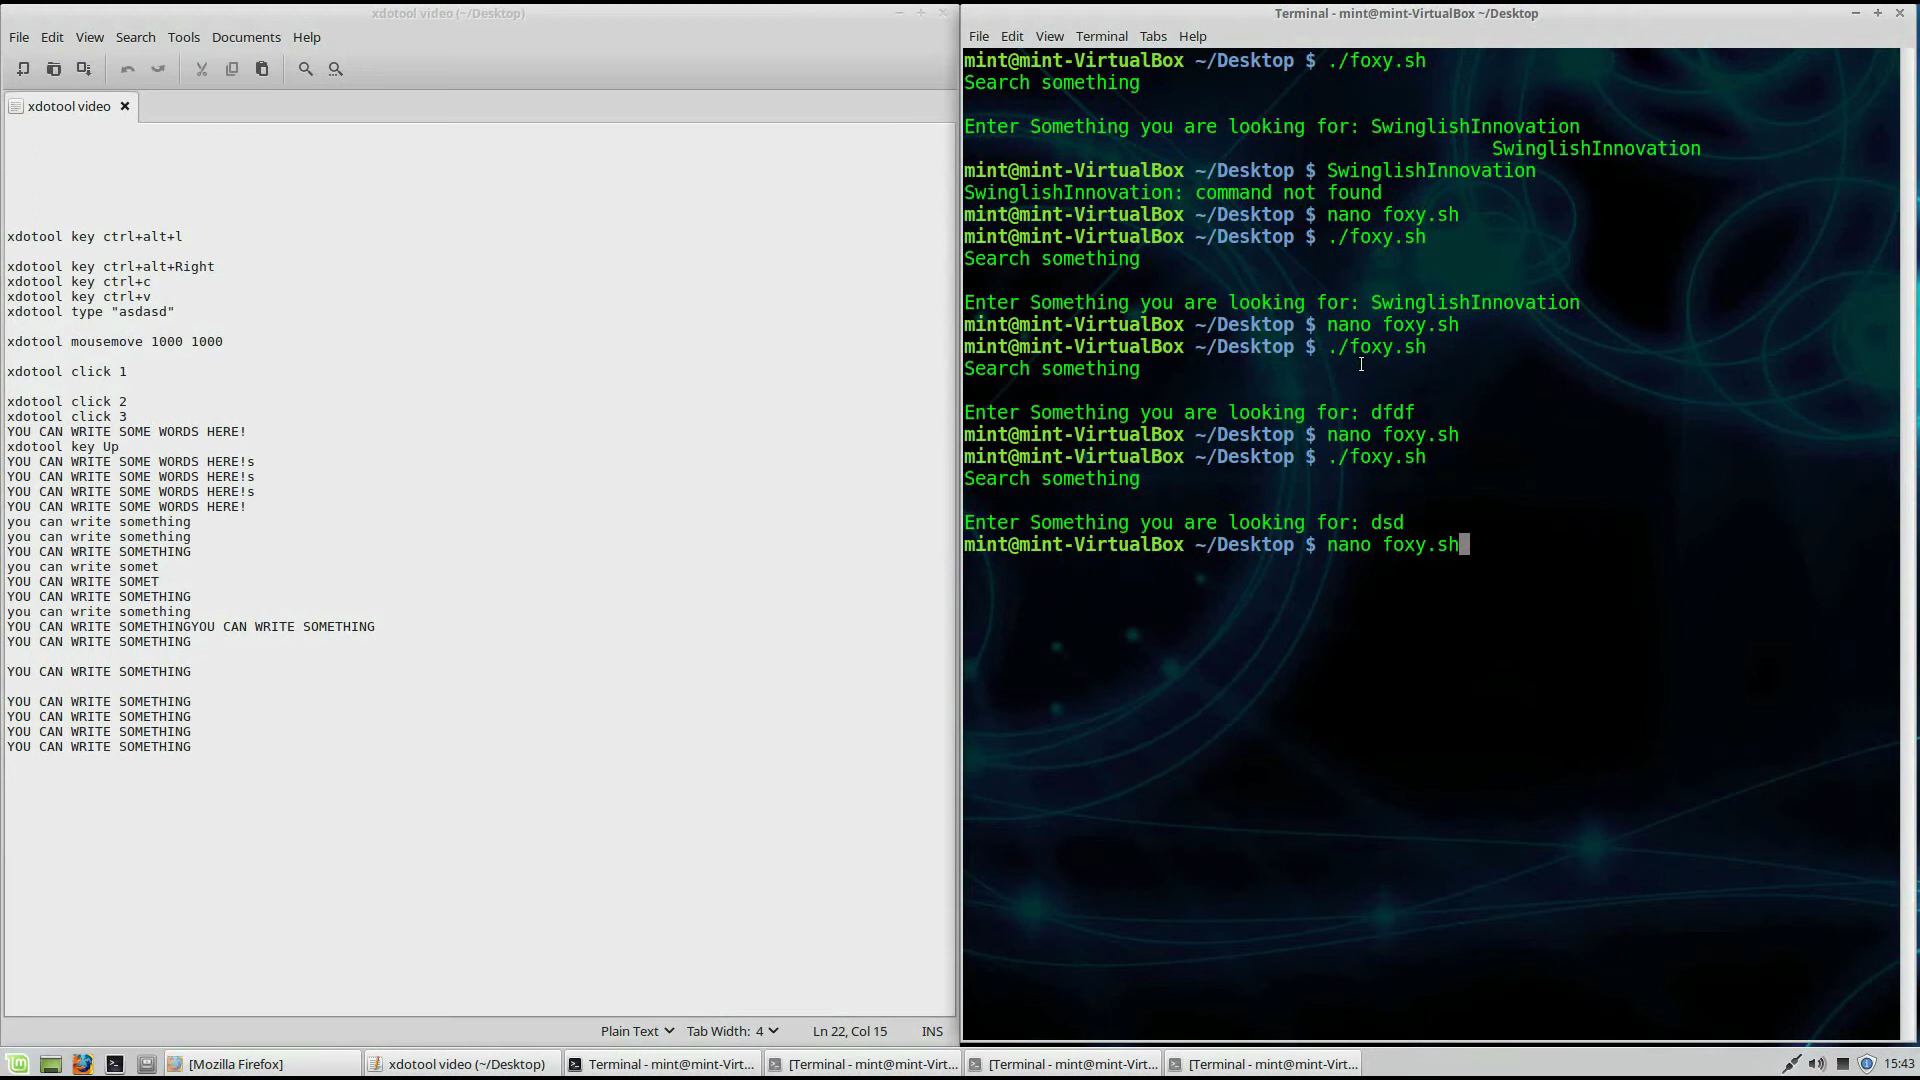 xdotool video (~/Desktop)
File Edit View Search Tools Documents Help
xdotool video
xdotool key ctrl+alt+l
xdotool key ctrl+alt+Right
xdotool key ctrl+c
xdotool key ctrl+v
xdotool type "asdasd"
xdotool mousemove 1000 1000
xdotool click 1
xdotool click 2
xdotool click 3
YOU CAN WRITE SOME WORDS HERE!
xdotool key Up
YOU CAN WRITE SOME WORDS HERE!s
YOU CAN WRITE SOME WORDS HERE!s
YOU CAN WRITE SOME WORDS HERE!s
YOU CAN WRITE SOME WORDS HERE!
you can write something
you can write something
YOU CAN WRITE SOMETHING
you can write somet
YOU CAN WRITE SOMET
YOU CAN WRITE SOMETHING
you can write something
YOU CAN WRITE SOMETHINGYOU CAN WRITE SOMETHING
YOU CAN WRITE SOMETHING
YOU CAN WRITE SOMETHING
YOU CAN WRITE SOMETHING
YOU CAN WRITE SOMETHING
YOU CAN WRITE SOMETHING
YOU CAN WRITE SOMETHING
Plain Text Tab Width: 4 Ln 22, Col 15 INS
Terminal - mint@mint-VirtualBox ~/Desktop
File Edit View Terminal Tabs Help
mint@mint-VirtualBox ~/Desktop $ ./foxy.sh
Search something
Enter Something you are looking for: SwinglishInnovation
SwinglishInnovation
mint@mint-VirtualBox ~/Desktop $ SwinglishInnovation
SwinglishInnovation: command not found
mint@mint-VirtualBox ~/Desktop $ nano foxy.sh
mint@mint-VirtualBox ~/Desktop $ ./foxy.sh
Search something
Enter Something you are looking for: SwinglishInnovation
mint@mint-VirtualBox ~/Desktop $ nano foxy.sh
mint@mint-VirtualBox ~/Desktop $ ./foxy.sh
Search something
Enter Something you are looking for: dfdf
mint@mint-VirtualBox ~/Desktop $ nano foxy.sh
mint@mint-VirtualBox ~/Desktop $ ./foxy.sh
Search something
Enter Something you are looking for: dsd
mint@mint-VirtualBox ~/Desktop $ nano foxy.sh
[Mozilla Firefox] xdotool video (~/Desktop) Terminal - mint@mint-Virt... [Terminal - mint@mint-Virt... [Terminal - mint@mint-Virt... [Terminal - mint@mint-Virt... 15:43